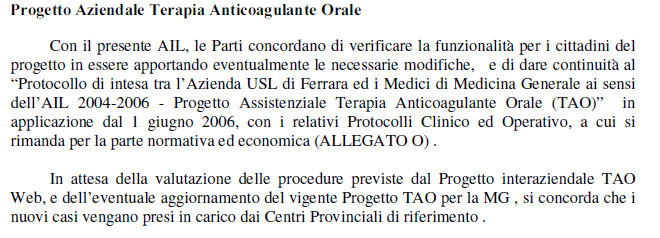 Progetto Aziendale Terapia Anticoagulante Orale
Con il presente AIL, le Parti concordano di verificare la funzionalità per i cittadini del
progetto in essere apportando eventualmente le necessarie modifiche, e di dare continuità al
“Protocollo di intesa tra l’Azienda USL di Ferrara ed i Medici di Medicina Generale ai sensi
dell’AIL 2004-2006 - Progetto Assistenziale Terapia Anticoagulante Orale (TAO)” in
applicazione dal 1 giugno 2006, con i relativi Protocolli Clinico ed Operativo, a cui si
rimanda per la parte normativa ed economica (ALLEGATO O) .
In attesa della valutazione delle procedure previste dal Progetto interaziendale TAO
Web, e dell’eventuale aggiornamento del vigente Progetto TAO per la MG , si concorda che i
nuovi casi vengano presi in carico dai Centri Provinciali di riferimento .